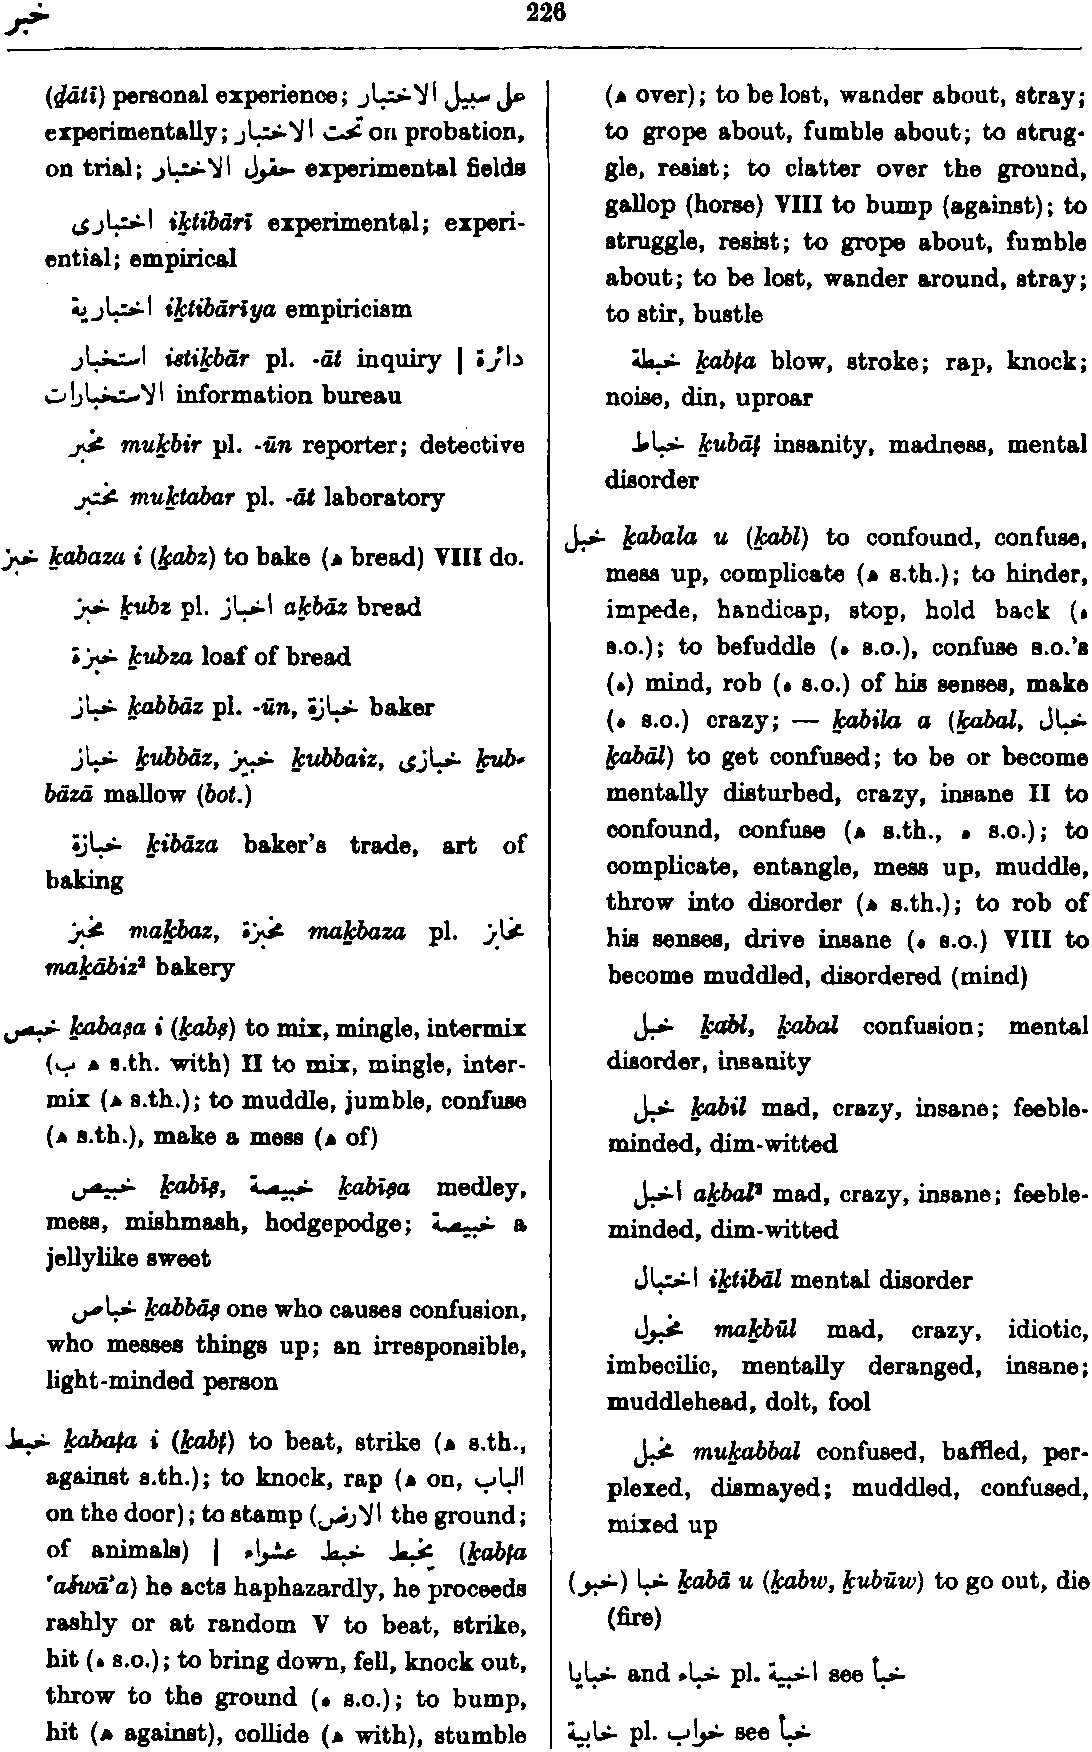 خبر
226
(ḏātī) personal experience; على سبيل الاختبار
experimentally; تحت الاختبار on probation,
on trial; حقول الاختبار experimental fields
اختبارى iḵtibārī experimental; experi-
ential; empirical
اختبارية iḵtibārīya empiricism
استخبار istiḵbār pl. -āt inquiry | دائرة
الاستخبارات information bureau
مخبر muḵbir pl. -ūn reporter; detective
مختبر muḵtabar pl. -āt laboratory
خبز ḵabaza i (ḵabz) to bake (ه bread) VIII do.
خبز ḵubz pl. اخباز aḵbāz bread
خبزة ḵubza loaf of bread
خباز ḵabbāz pl. -ūn, خبازة baker
خباز ḵubbāz, خبيز ḵubbaiz, خبازى ḵub-
bāzā mallow (bot.)
خبازة ḵibāza baker's trade, art of
baking
مخبز maḵbaz, مخبزة maḵbaza pl. مخابز
maḵābiz² bakery
خبص ḵabaṣa i (ḵabṣ) to mix, mingle, intermix
(ه ب s.th. with) II to mix, mingle, inter-
mix (ه s.th.); to muddle, jumble, confuse
(ه s.th.), make a mess (ه of)
خبيص ḵabīṣ, خبيصة ḵabīṣa medley,
mess, mishmash, hodgepodge; خبيصة a
jellylike sweet
خباص ḵabbāṣ one who causes confusion,
who messes things up; an irresponsible,
light-minded person
خبط ḵabaṭa i (ḵabṭ) to beat, strike (ه s.th.,
against s.th.); to knock, rap (ه on, الباب
on the door); to stamp (الارض the ground;
of animals) | يخبط خبط عشواء (ḵabṭa
'ašwā'a) he acts haphazardly, he proceeds
rashly or at random V to beat, strike,
hit (ه s.o.); to bring down, fell, knock out,
throw to the ground (ه s.o.); to bump,
hit (ه against), collide (ه with), stumble
(ه over); to be lost, wander about, stray;
to grope about, fumble about; to strug-
gle, resist; to clatter over the ground,
gallop (horse) VIII to bump (against); to
struggle, resist; to grope about, fumble
about; to be lost, wander around, stray;
to stir, bustle
خبطة ḵabṭa blow, stroke; rap, knock;
noise, din, uproar
خباط ḵubāṭ insanity, madness, mental
disorder
خبل ḵabala u (ḵabl) to confound, confuse,
mess up, complicate (ه s.th.); to hinder,
impede, handicap, stop, hold back (ه
s.o.); to befuddle (ه s.o.), confuse s.o.'s
(ه) mind, rob (ه s.o.) of his senses, make
(ه s.o.) crazy; — ḵabila a (ḵabal, خبال
ḵabāl) to get confused; to be or become
mentally disturbed, crazy, insane II to
confound, confuse (ه s.th., ه s.o.); to
complicate, entangle, mess up, muddle,
throw into disorder (ه s.th.); to rob of
his senses, drive insane (ه s.o.) VIII to
become muddled, disordered (mind)
خبل ḵabl, ḵabal confusion; mental
disorder, insanity
خبل ḵabil mad, crazy, insane; feeble-
minded, dim-witted
اخبل aḵbal² mad, crazy, insane; feeble-
minded, dim-witted
اختبال iḵtibāl mental disorder
مخبول maḵbūl mad, crazy, idiotic,
imbecilic, mentally deranged, insane;
muddlehead, dolt, fool
مخبل muḵabbal confused, baffled, per-
plexed, dismayed; muddled, confused,
mixed up
(خبو) خبا ḵabā u (ḵabw, ḵubūw) to go out, die
(fire)
خبايا and خباء pl. اخبية see خبأ
خابية pl. خواب see خبأ